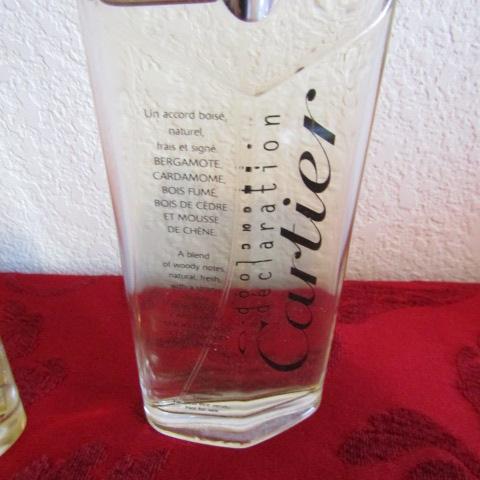 Un accord boisé,
naturel,
frais et signé.
BERGAMOTE,
CARDAMOME,
BOIS FUMÉ,
BOIS DE CÈDRE
ET MOUSSE
DE CHÊNE.
A blend
of woody notes,
natural, fresh,
déclaration
Cartier